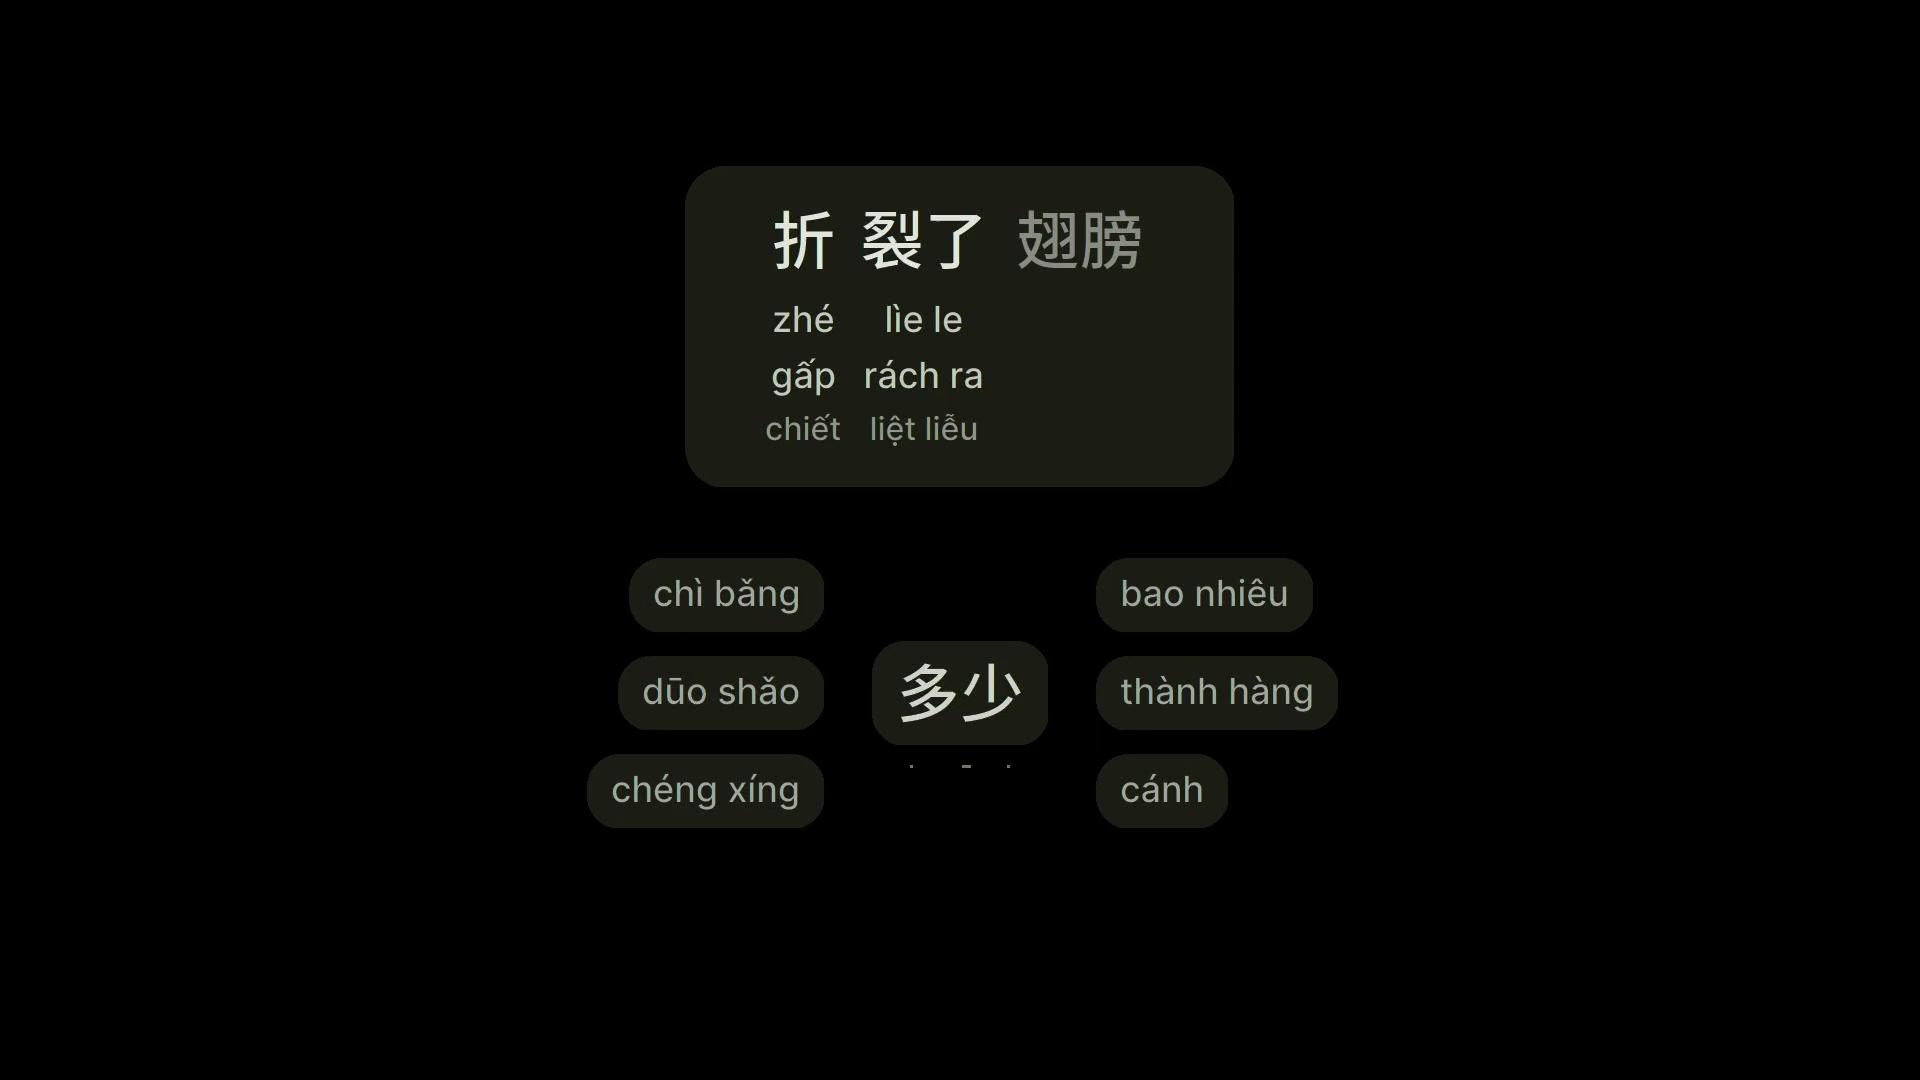 折 裂了 翅膀
zhé lìe le
gấp rách ra
chiết liệt liễu
chì bǎng
dūo shǎo
chéng xíng
多少
bao nhiêu
thành hàng
cánh